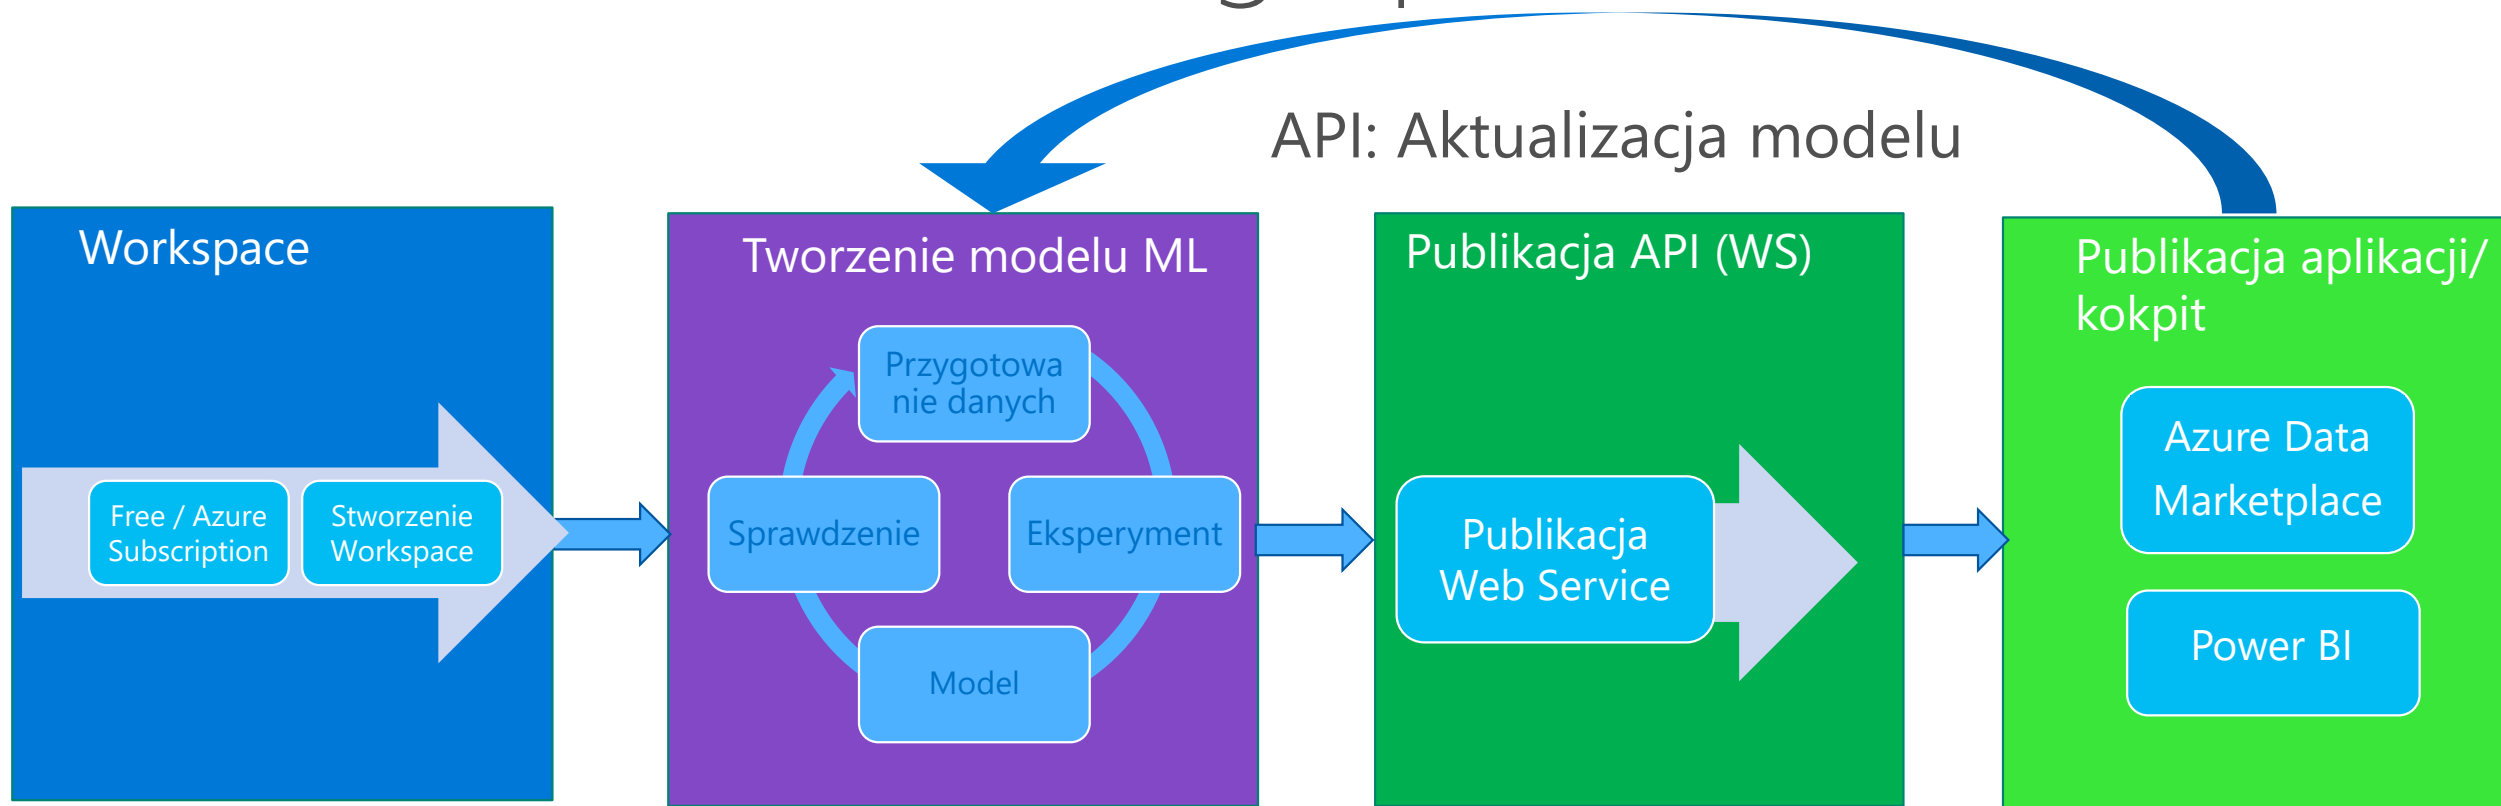 API: Aktualizacja modelu
Workspace
Free / Azure
Subscription
Stworzenie
Workspace
Tworzenie modelu ML
Przygotowa
nie danych
Sprawdzenie
Eksperyment
Model
Publikacja API (WS)
Publikacja
Web Service
Publikacja aplikacji/
kokpit
Azure Data
Marketplace
Power BI